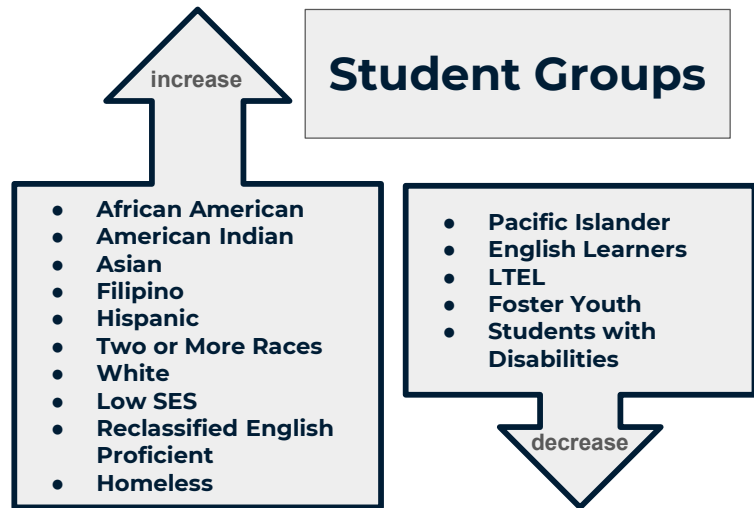 increase
Student Groups
● African American
● American Indian
● Asian
● Filipino
● Hispanic
● Two or More Races
● White
● Low SES
● Reclassified English
Proficient
● Homeless
● Pacific Islander
● English Learners
● LTEL
● Foster Youth
● Students with
Disabilities
decrease